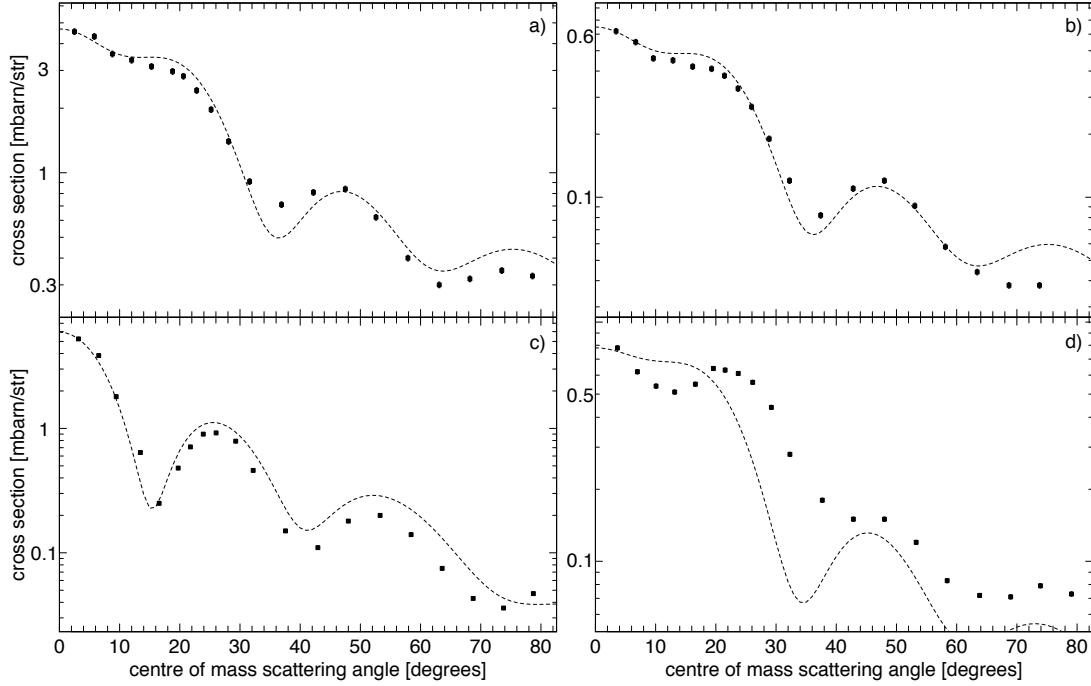 a)
b)
cross section [mbarn/str]
3
1
0.3
0.6
0.1
c)
d)
cross section [mbarn/str]
1
0.1
0.5
0.1
0 10 20 30 40 50 60 70 80
0 10 20 30 40 50 60 70 80
centre of mass scattering angle [degrees]
centre of mass scattering angle [degrees]